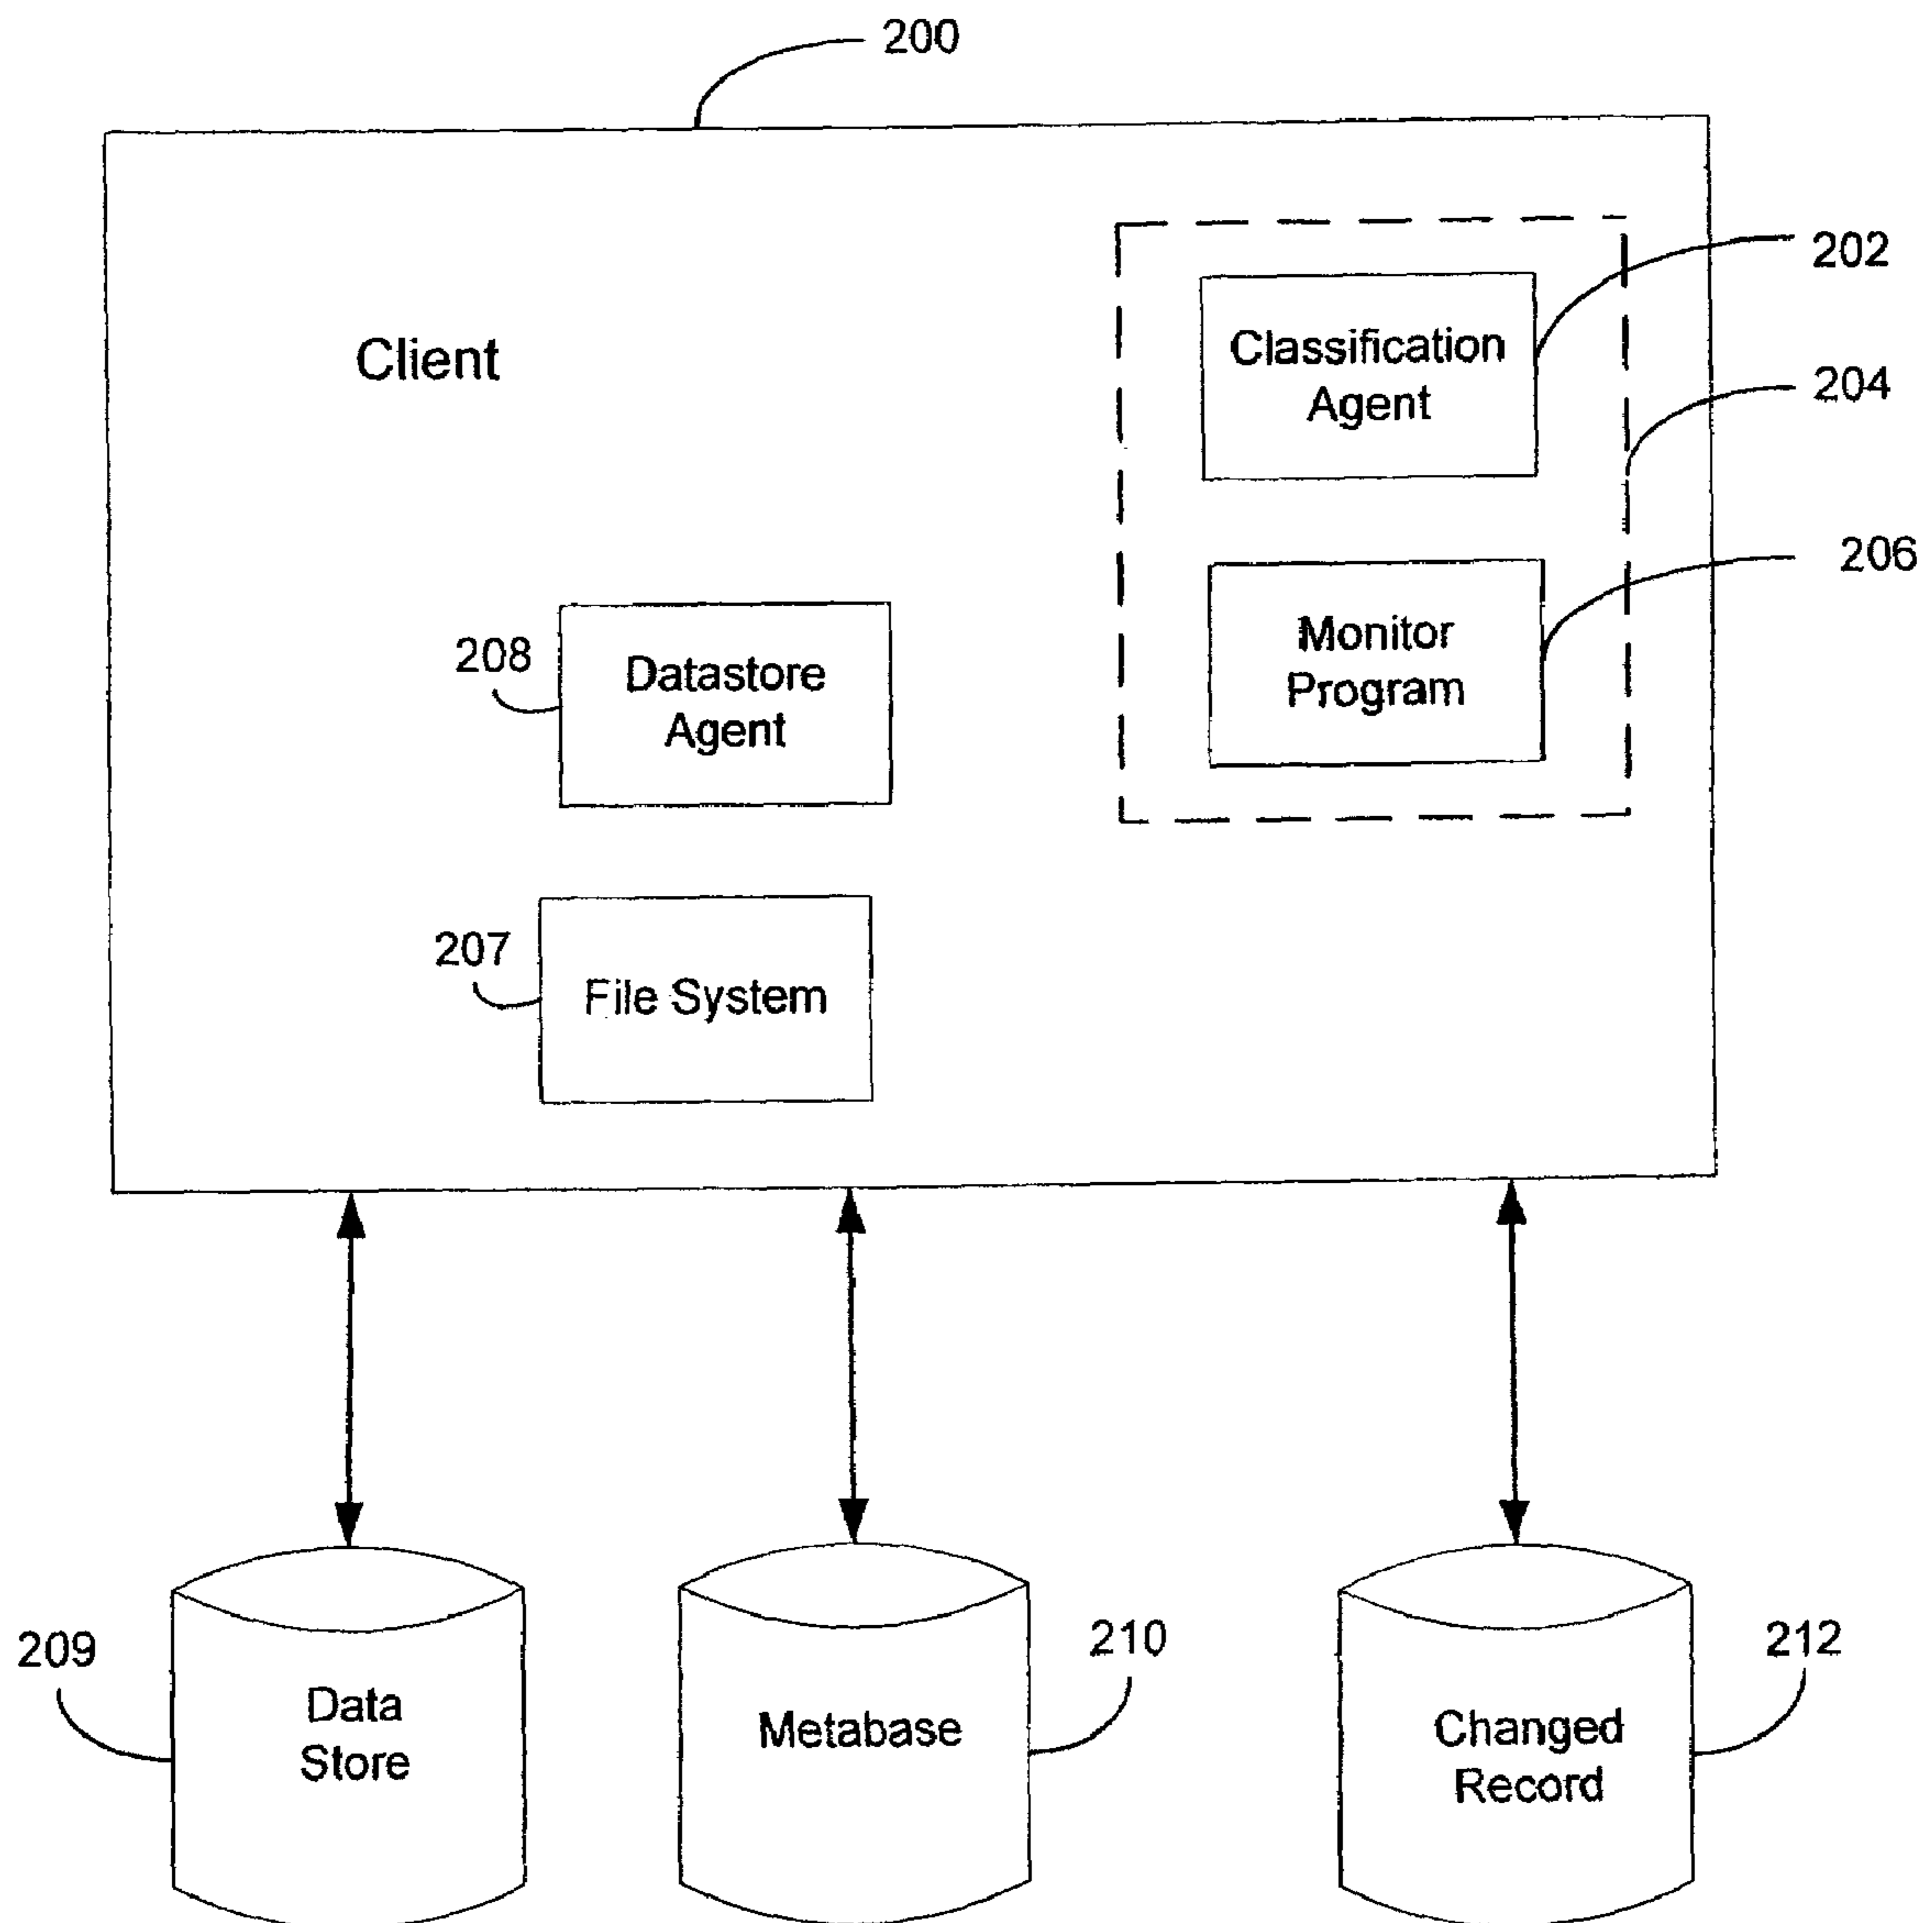 200
Client
Classification
Agent
202
204
Monitor
Program
206
208
Datastore
Agent
207
File System
209
Data
Store
Metabase
210
Changed
Record
212